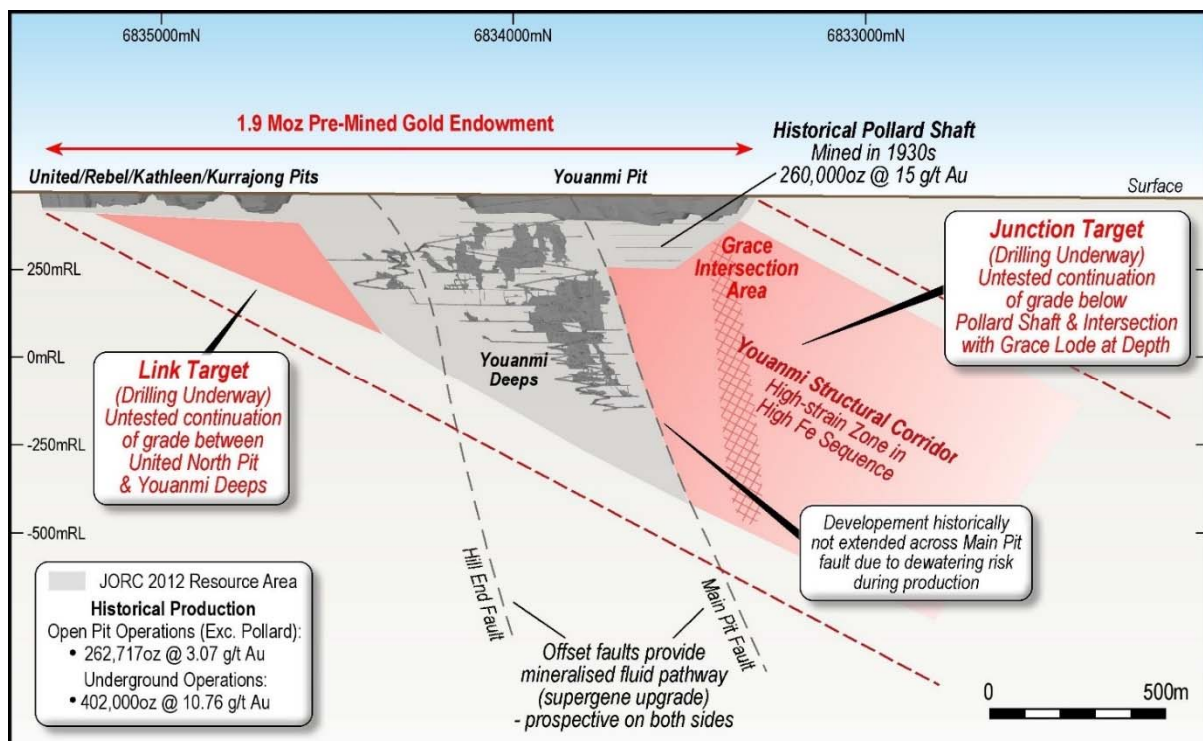 6835000mN
6834000mN
6833000mN
1.9 Moz Pre-Mined Gold Endowment
Historical Pollard Shaft
Mined in 1930s
260,000oz @ 15 g/t Au
United/Rebel/Kathleen/Kurrajong Pits
Youanmi Pit
Surface
250mRL
0mRL
-250mRL
-500mRL
Grace
Intersection
Area
Junction Target
(Drilling Underway)
Untested continuation
of grade below
Pollard Shaft & Intersection
with Grace Lode at Depth
Youanmi
Deeps
Link Target
(Drilling Underway)
Untested continuation
of grade between
United North Pit
& Youanmi Deeps
Youanmi Structural Corridor
High-strain Zone in
High Fe Sequence
Developement historically
not extended across Main Pit
fault due to dewatering risk
during production
Hill End Fault
Main Pit Fault
Offset faults provide
mineralised fluid pathway
(supergene upgrade)
- prospective on both sides
JORC 2012 Resource Area
Historical Production
Open Pit Operations (Exc. Pollard):
• 262,717oz @ 3.07 g/t Au
Underground Operations:
• 402,000oz @ 10.76 g/t Au
0
500m